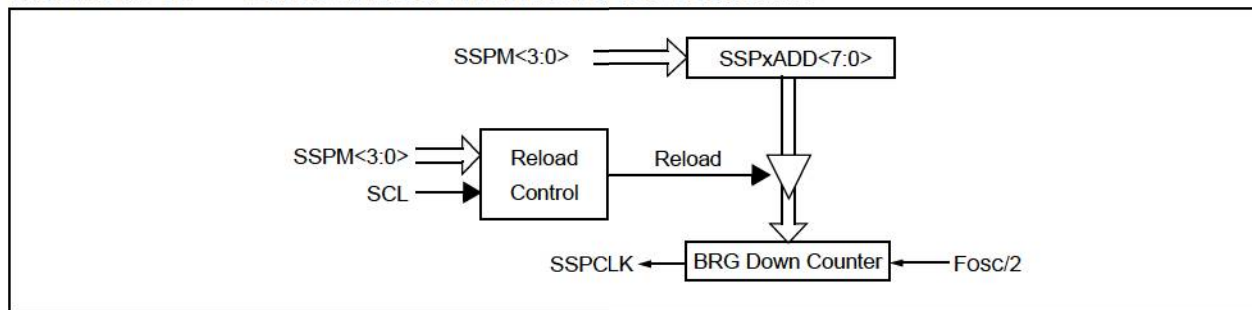 SSPM<3:0>
SSPxADD<7:0>
SSPM<3:0>
Reload
Control
Reload
SCL
SSPCLK
BRG Down Counter
Fosc/2